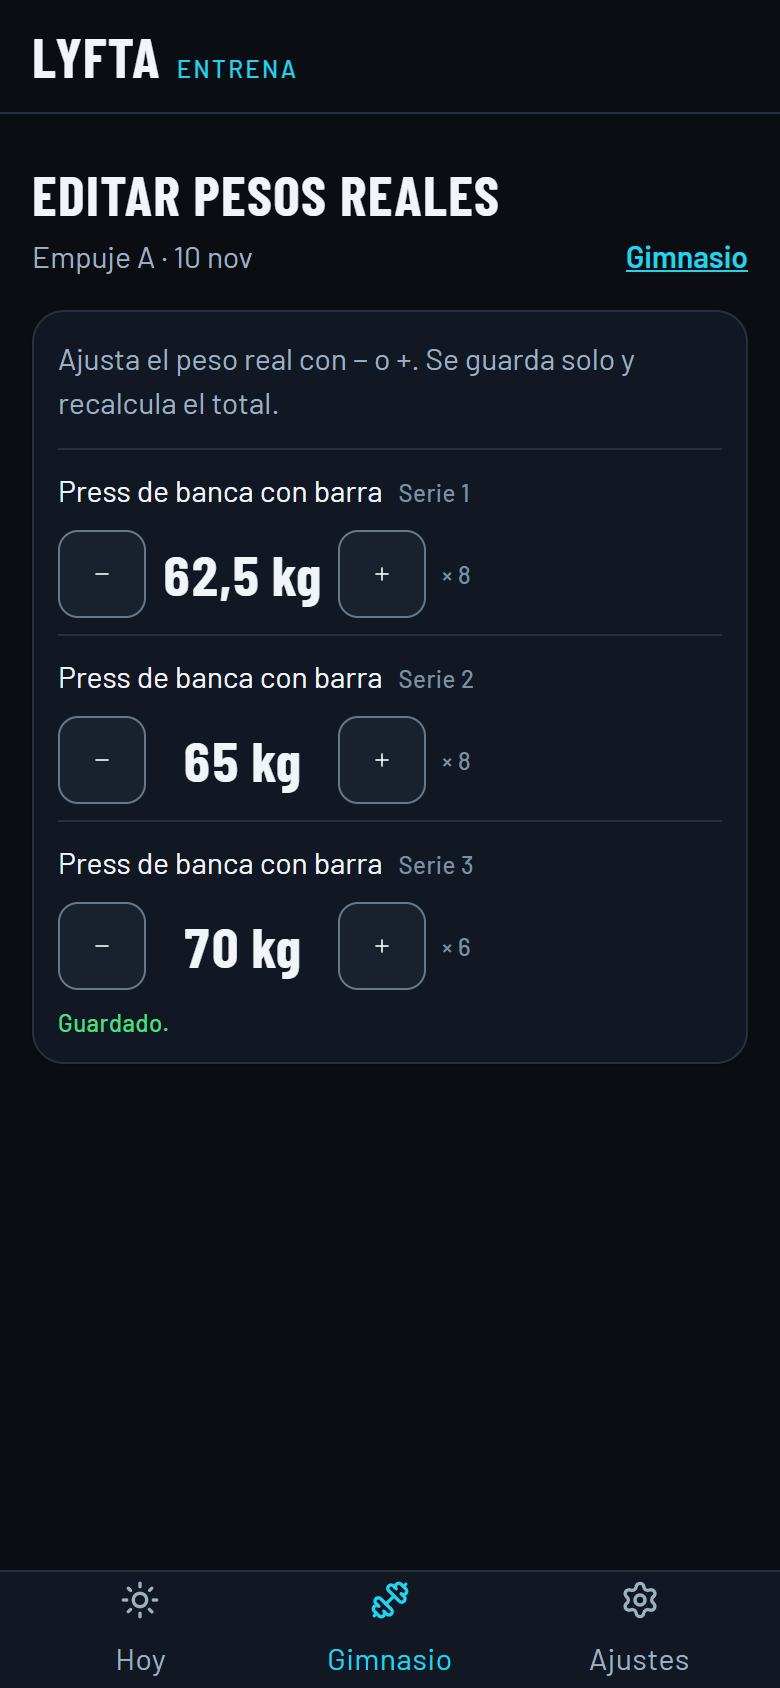 LYFTA ENTRENA
EDITAR PESOS REALES
Empuje A · 10 nov Gimnasio
Ajusta el peso real con − o +. Se guarda solo y
recalcula el total.
Press de banca con barra Serie 1
− 62,5 kg + × 8
Press de banca con barra Serie 2
− 65 kg + × 8
Press de banca con barra Serie 3
− 70 kg + × 6
Guardado.
Hoy Gimnasio Ajustes